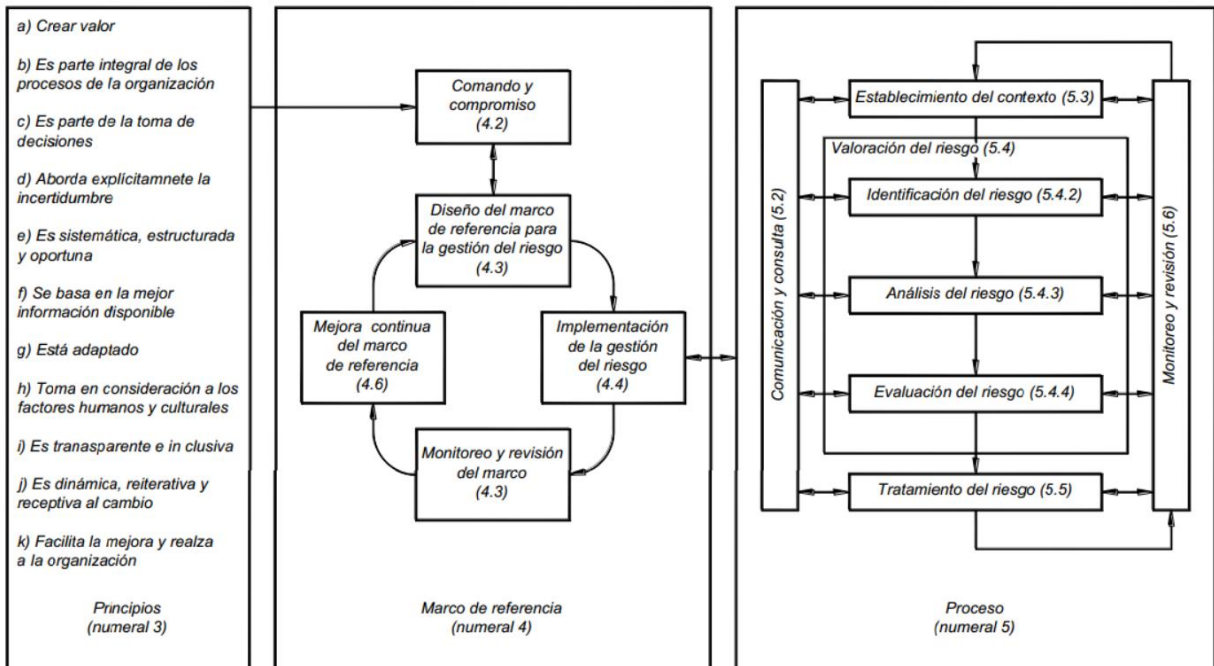 a) Crear valor
b) Es parte integral de los
procesos de la organización
c) Es parte de la toma de
decisiones
d) Aborda explícitamnete la
incertidumbre
e) Es sistemática, estructurada
y oportuna
f) Se basa en la mejor
información disponible
g) Está adaptado
h) Toma en consideración a los
factores humanos y culturales
i) Es tranasparente e in clusiva
j) Es dinámica, reiterativa y
receptiva al cambio
k) Facilita la mejora y realza
a la organización
Principios
(numeral 3)
Comando y
compromiso
(4.2)
Diseño del marco
de referencia para
la gestión del riesgo
(4.3)
Mejora continua
del marco
de referencia
(4.6)
Implementación
de la gestión
del riesgo
(4.4)
Monitoreo y revisión
del marco
(4.3)
Marco de referencia
(numeral 4)
Comunicación y consulta (5.2)
Establecimiento del contexto (5.3)
Valoración del riesgo (5.4)
Identificación del riesgo (5.4.2)
Análisis del riesgo (5.4.3)
Evaluación del riesgo (5.4.4)
Tratamiento del riesgo (5.5)
Monitoreo y revisión (5.6)
Proceso
(numeral 5)